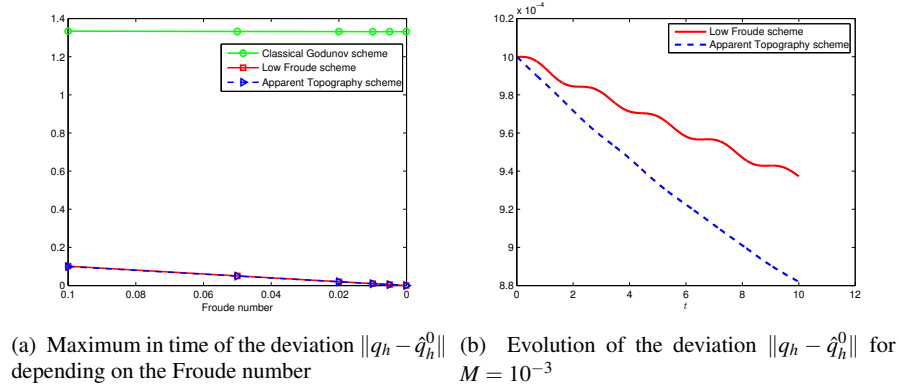 1.4
1.2
1
0.8
0.6
0.4
0.2
0
0.1
0.08
0.06
0.04
0.02
0
Froude number
Classical Godunov scheme
Low Froude scheme
Apparent Topography scheme
10.2 × 10⁻⁴
10
9.8
9.6
9.4
9.2
9
8.8
0
2
4
6
8
10
12
t
Low Froude scheme
Apparent Topography scheme
(a) Maximum in time of the deviation ‖q_h − q̂_h^0‖
depending on the Froude number
(b) Evolution of the deviation ‖q_h − q̂_h^0‖ for
M = 10⁻³